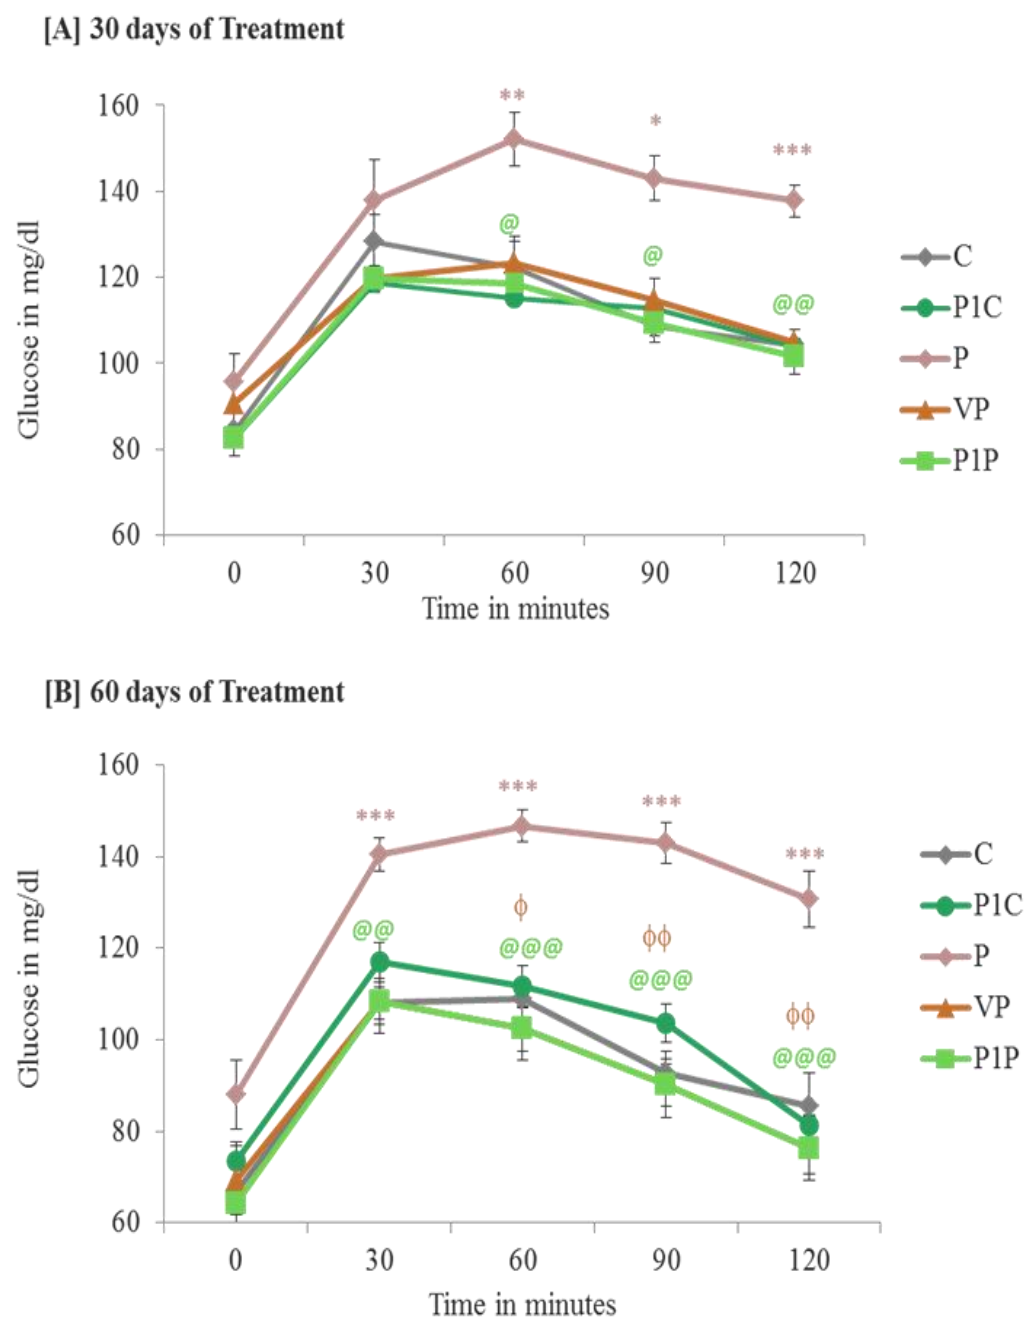 [A] 30 days of Treatment
160
140
120
100
80
60
0 30 60 90 120
Time in minutes
Glucose in mg/dl
**
*
***
@
@
@@
C
P1C
P
VP
P1P
[B] 60 days of Treatment
160
140
120
100
80
60
0 30 60 90 120
Time in minutes
Glucose in mg/dl
***
***
***
***
@@
ϕ
@@@
ϕϕ
@@@
ϕϕ
@@@
C
P1C
P
VP
P1P